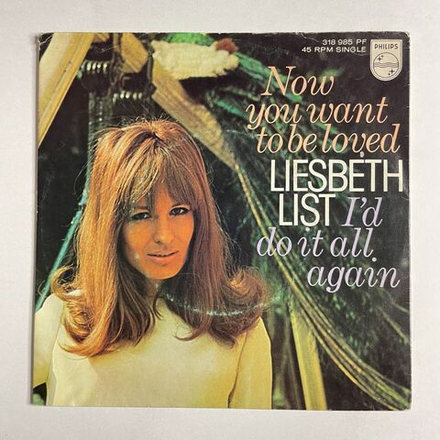 318 985 PF
45 RPM SINGLE
PHILIPS
Now
you want
to be loved
LIESBETH
LIST I'd
do it all
again